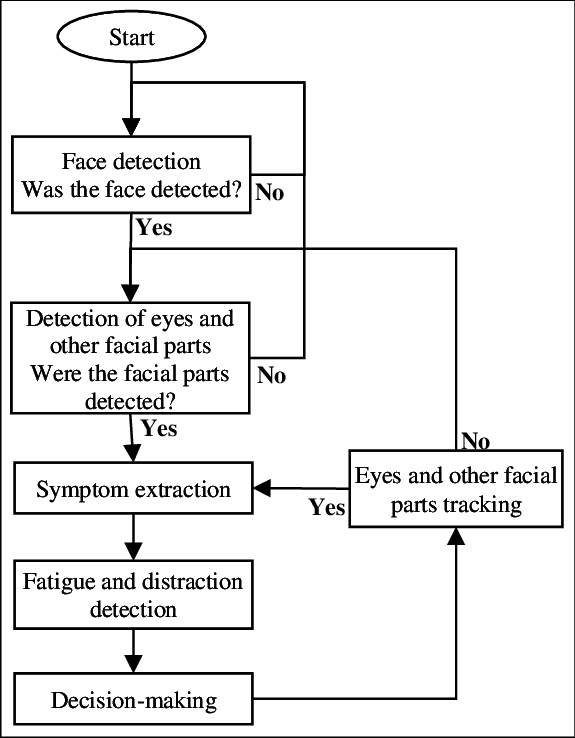 Start
Face detection
Was the face detected?
No
Yes
Detection of eyes and
other facial parts
Were the facial parts
detected?
No
Yes
Symptom extraction
Eyes and other facial
parts tracking
No
Yes
Fatigue and distraction
detection
Decision-making